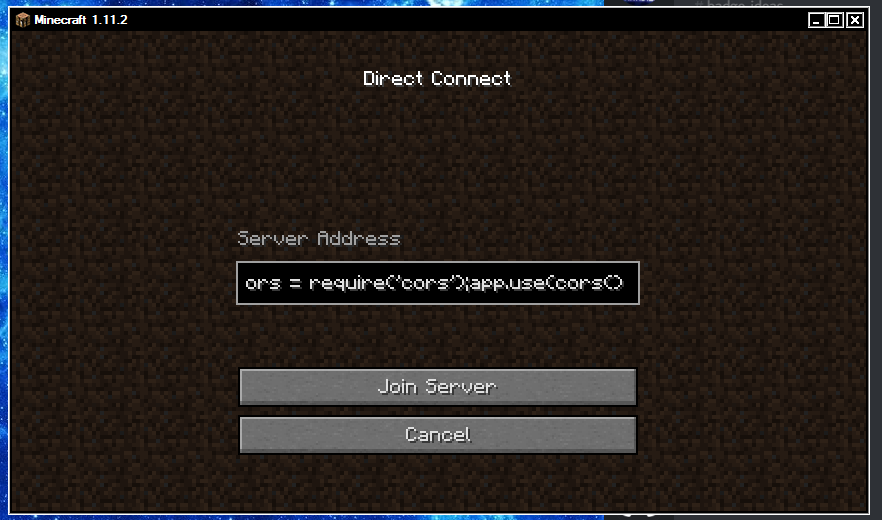 Minecraft 1.11.2
Direct Connect
Server Address
ors = require('cors');app.use(cors()
Join Server
Cancel